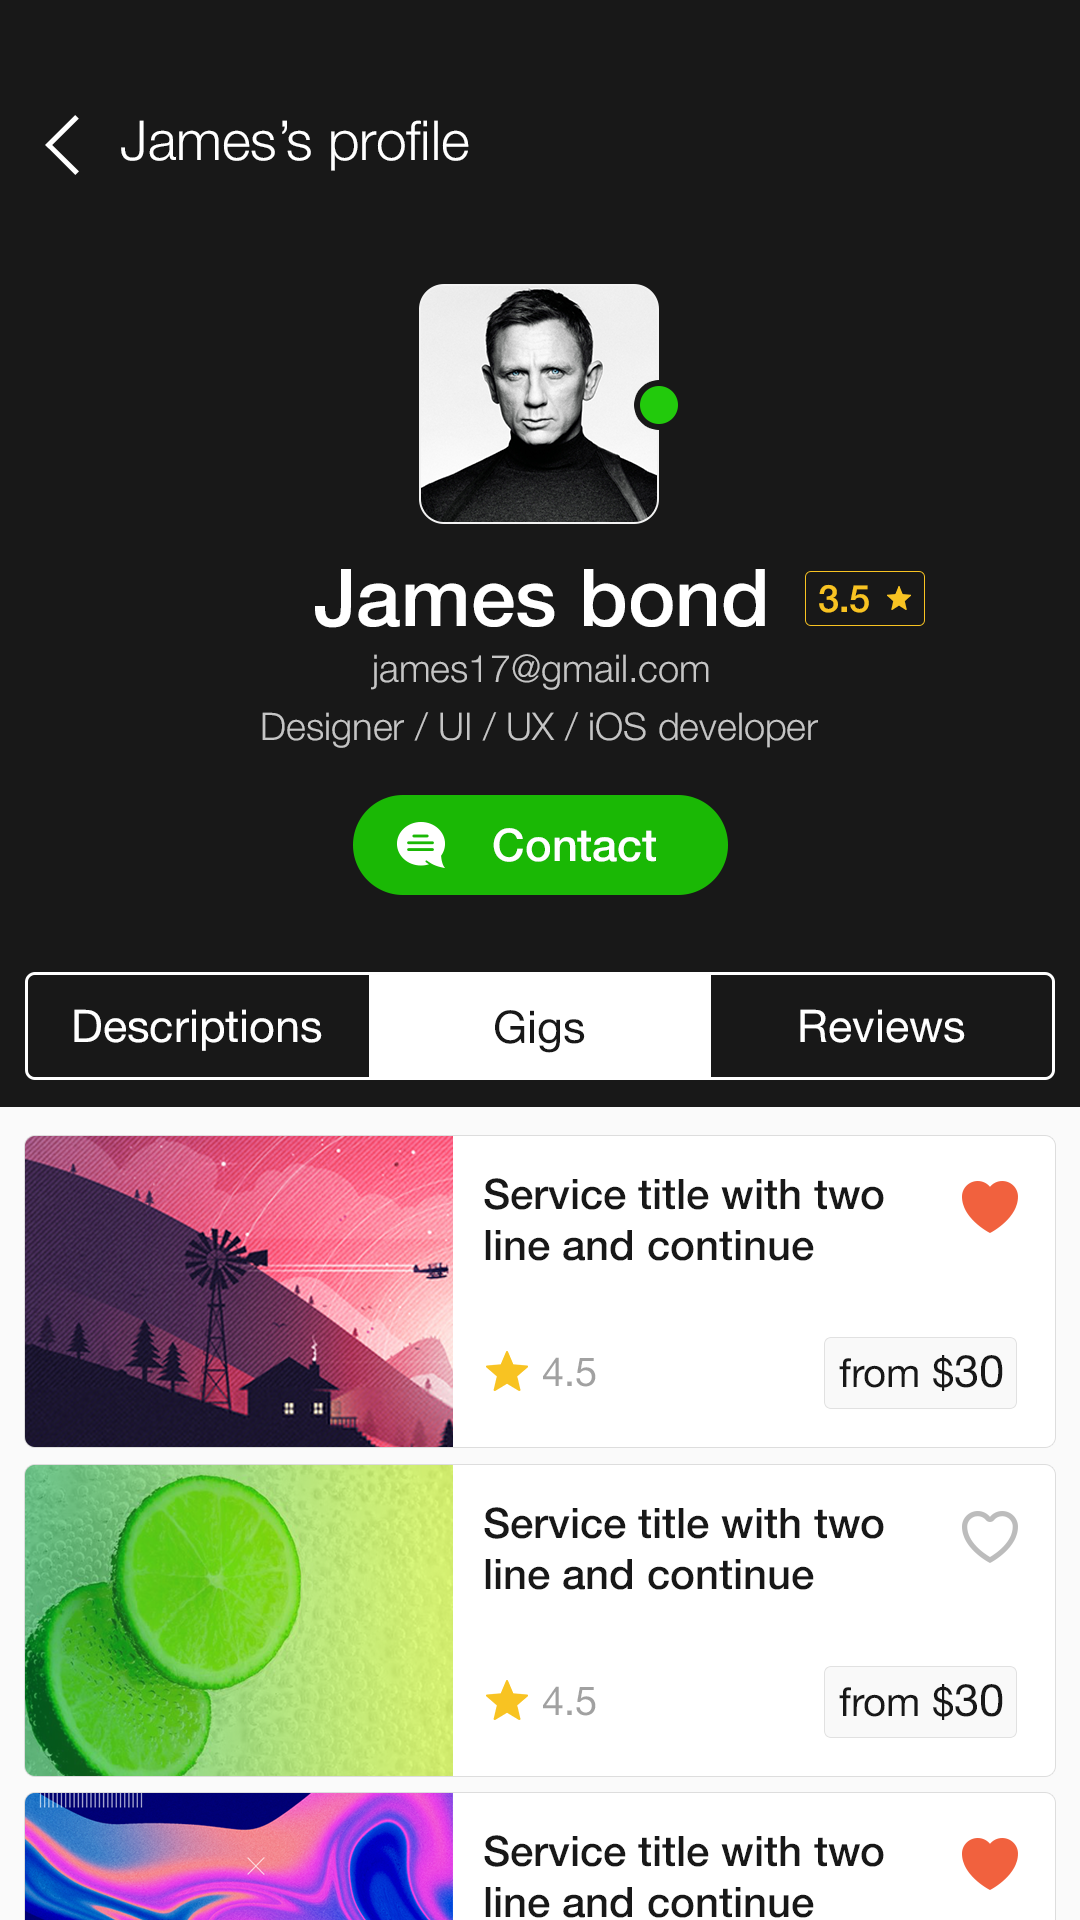 James’s profile
James bond
3.5
james17@gmail.com
Designer / UI / UX / iOS developer
Contact
Descriptions
Gigs
Reviews
Service title with two
line and continue
4.5
from $30
Service title with two
line and continue
4.5
from $30
Service title with two
line and continue